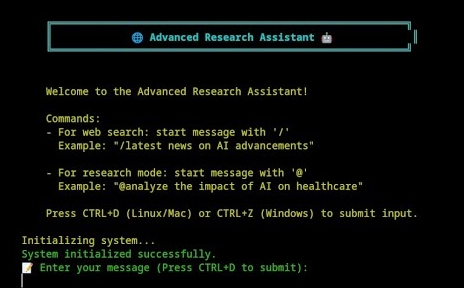 🌐 Advanced Research Assistant 🤖
Welcome to the Advanced Research Assistant!
Commands:
- For web search: start message with '/'
Example: "/latest news on AI advancements"
- For research mode: start message with '@'
Example: "@analyze the impact of AI on healthcare"
Press CTRL+D (Linux/Mac) or CTRL+Z (Windows) to submit input.
Initializing system...
System initialized successfully.
📝 Enter your message (Press CTRL+D to submit):